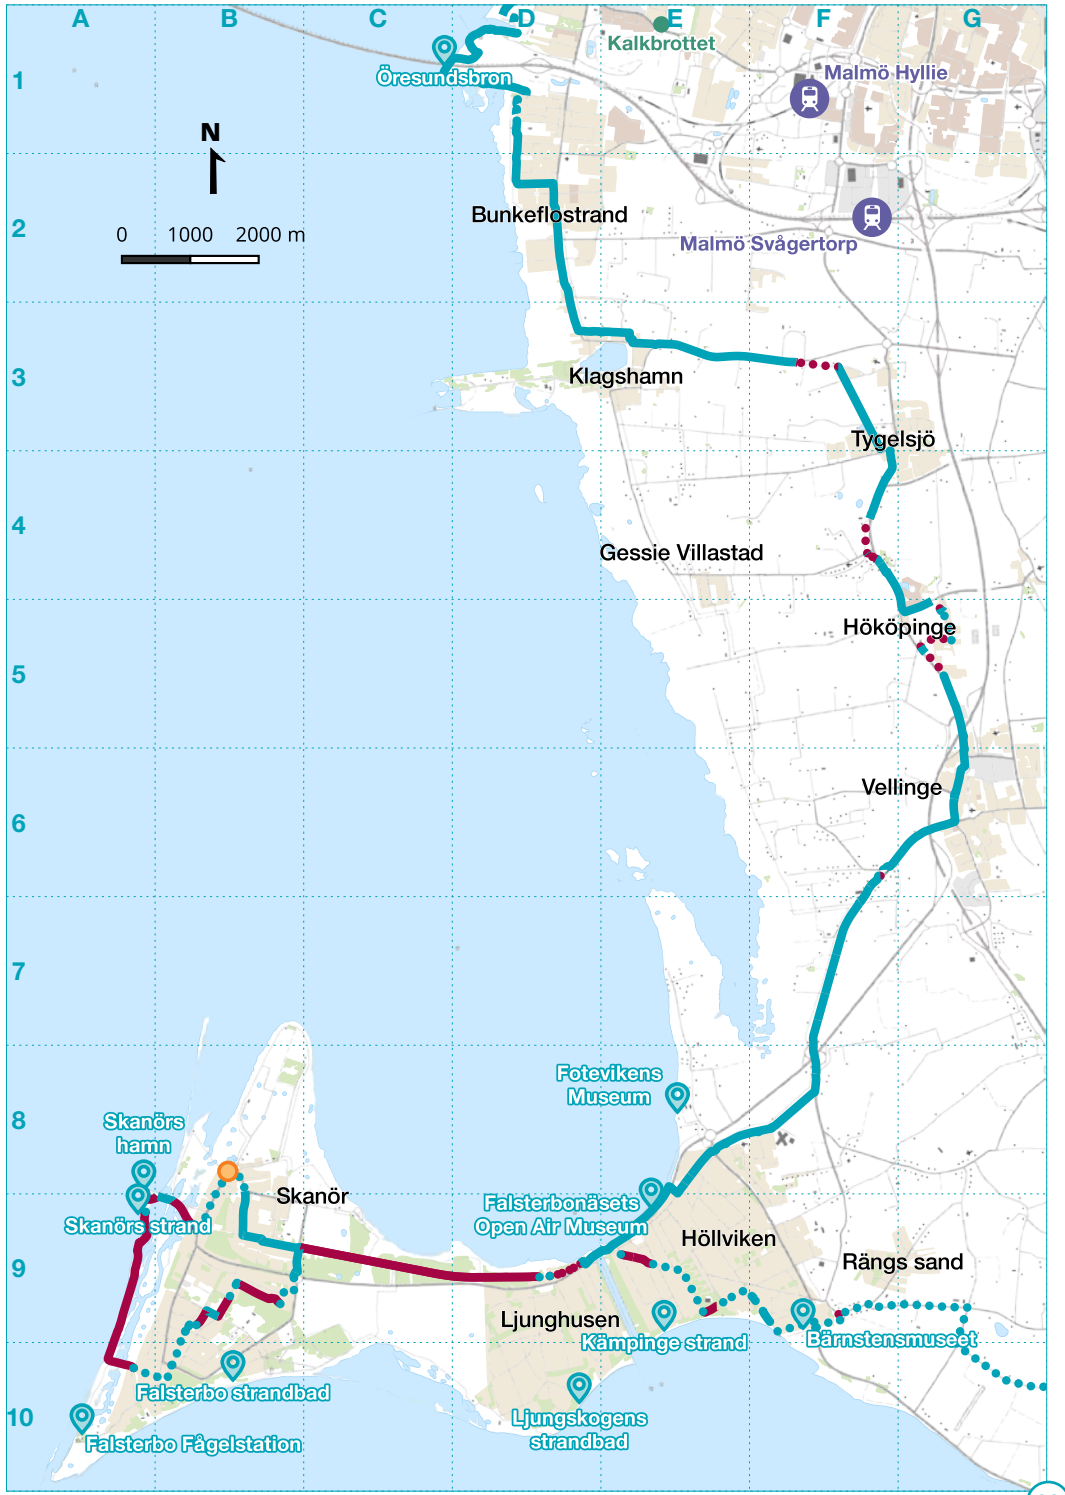 A B C D E F G
Kalkbrottet
1
Öresundsbron
Malmö Hyllie
N
2
Bunkeflostrand
0 1000 2000 m
Malmö Svågertorp
3
Klagshamn
Tygelsjö
4
Gessie Villastad
5
Hököpinge
6
Vellinge
7
Fotevikens
Museum
8
Skanörs
hamn
Skanör
Skanörs strand
Falsterbonäsets
Open Air Museum
Höllviken
9
Rängs sand
Ljunghusen
Kämpinge strand
Bärnstensmuseet
Falsterbo strandbad
10
Ljungskogens
strandbad
Falsterbo Fågelstation